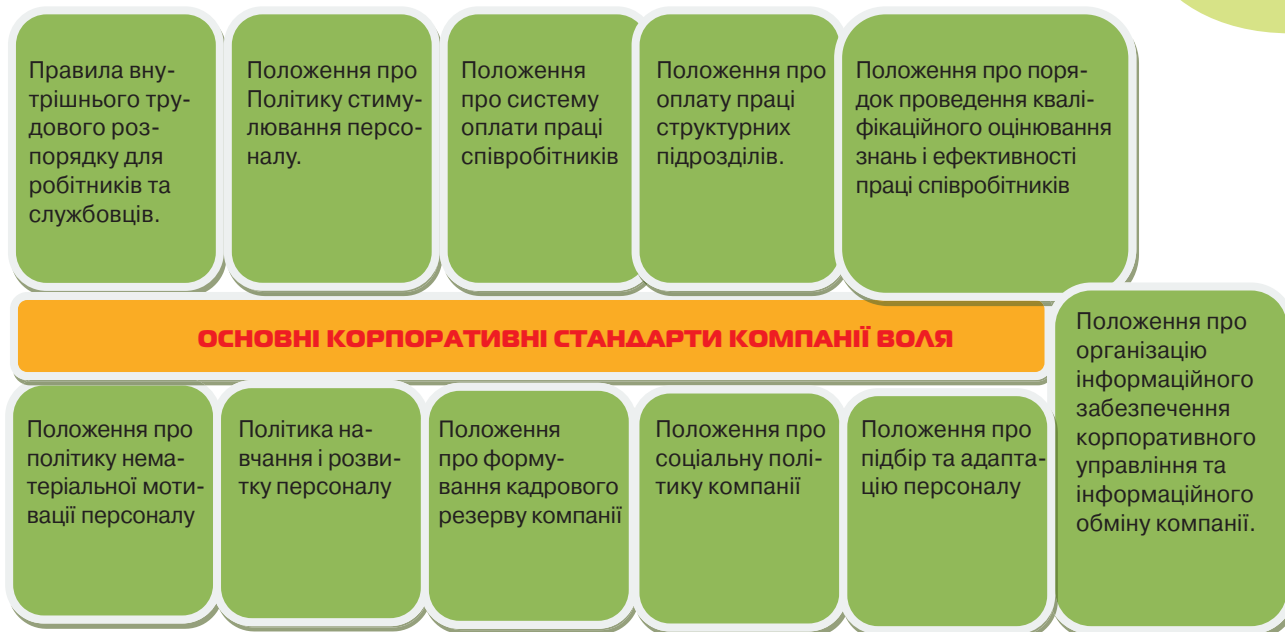 Правила вну-
трішнього тру-
дового роз-
порядку для
робітників та
службовців.
Положення про
Політику стиму-
лювання персо-
налу.
Положення
про систему
оплати праці
співробітників
Положення про
оплату праці
структурних
підрозділів.
Положення про поря-
док проведення квалі-
фікаційного оцінювання
знань і ефективності
праці співробітників
ОСНОВНІ КОРПОРАТИВНІ СТАНДАРТИ КОМПАНІЇ ВОЛЯ
Положення про
політику нема-
теріальної моти-
вації персоналу
Політика на-
вчання і розви-
тку персоналу
Положення
про форму-
вання кадрового
резерву компанії
Положення про
соціальну полі-
тику компанії
Положення про
підбір та адапта-
цію персоналу
Положення про
організацію
інформаційного
забезпечення
корпоративного
управління та
інформаційного
обміну компанії.